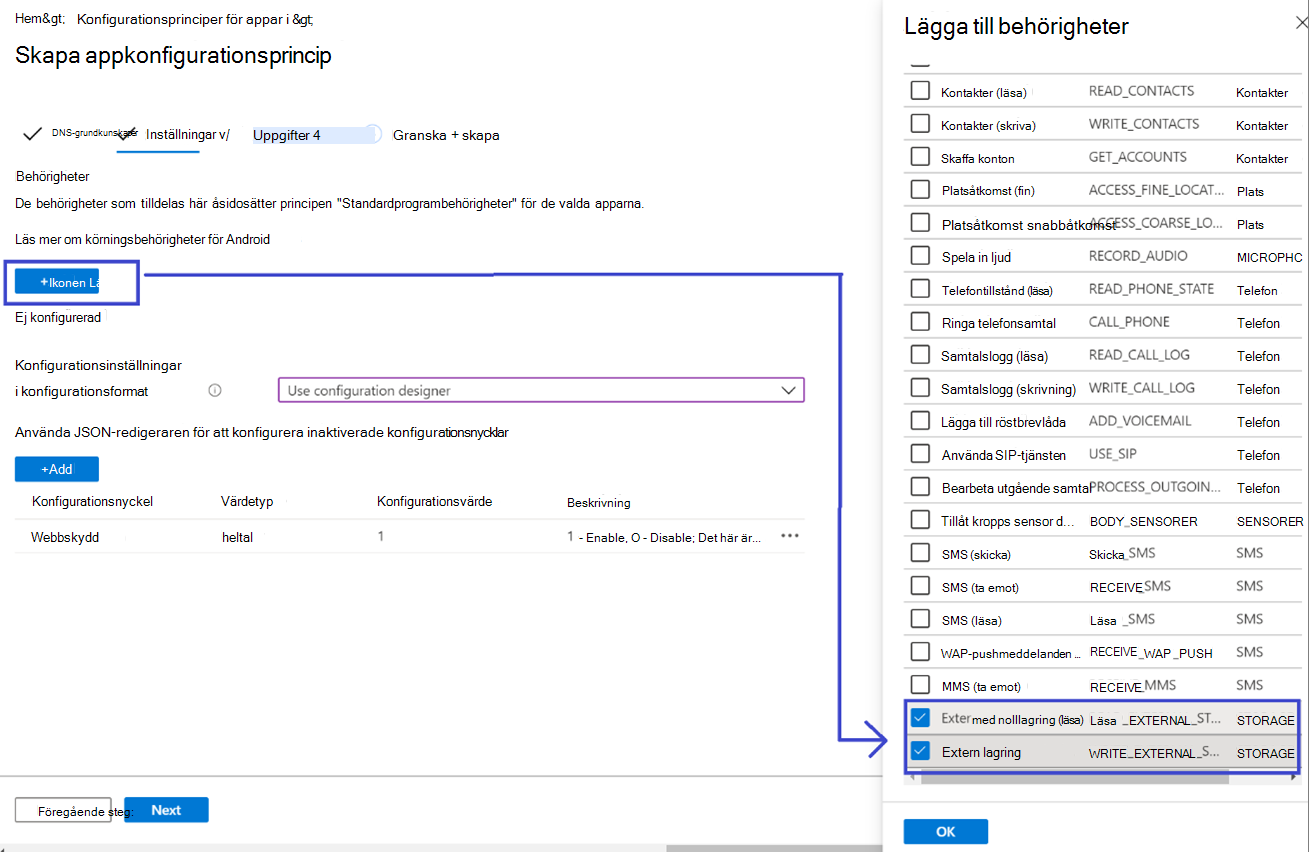 Hem&gt; Konfigurationsprinciper för appar i &gt;
Skapa appkonfigurationsprincip
DNS-grundkunskaper Inställningar v/ Uppgifter 4 Granska + skapa
Behörigheter
De behörigheter som tilldelas här åsidosätter principen "Standardprogrambehörigheter" för de valda apparna.
Läs mer om körningsbehörigheter för Android
+Ikonen Lä
Ej konfigurerad
Konfigurationsinställningar
i konfigurationsformat
Use configuration designer
Använda JSON-redigeraren för att konfigurera inaktiverade konfigurationsnycklar
+Add
Konfigurationsnyckel Värdetyp Konfigurationsvärde Beskrivning
Webbskydd heltal 1 1 - Enable, O - Disable; Det här är... •••
Föregående steg: Next
Lägga till behörigheter
Kontakter (läsa) READ_CONTACTS Kontakter
Kontakter (skriva) WRITE_CONTACTS Kontakter
Skaffa konton GET_ACCOUNTS Kontakter
Platsåtkomst (fin) ACCESS_FINE_LOCAT... Plats
Platsåtkomst snabbåtkomst ACCESS_COARSE_LO... Plats
Spela in ljud RECORD_AUDIO MICROPHC
Telefontillstånd (läsa) READ_PHONE_STATE Telefon
Ringa telefonsamtal CALL_PHONE Telefon
Samtalslogg (läsa) READ_CALL_LOG Telefon
Samtalslogg (skrivning) WRITE_CALL_LOG Telefon
Lägga till röstbrevlåda ADD_VOICEMAIL Telefon
Använda SIP-tjänsten USE_SIP Telefon
Bearbeta utgående samtal PROCESS_OUTGOIN... Telefon
Tillåt kropps sensor d... BODY_SENSORER SENSORER
SMS (skicka) Skicka_SMS SMS
SMS (ta emot) RECEIVE_SMS SMS
SMS (läsa) Läsa _SMS SMS
WAP-pushmeddelanden ... RECEIVE_WAP_PUSH SMS
MMS (ta emot) RECEIVE_MMS SMS
Exter med nolllagring (läsa) Läsa _EXTERNAL_ST... STORAGE
Extern lagring WRITE_EXTERNAL_S... STORAGE
OK